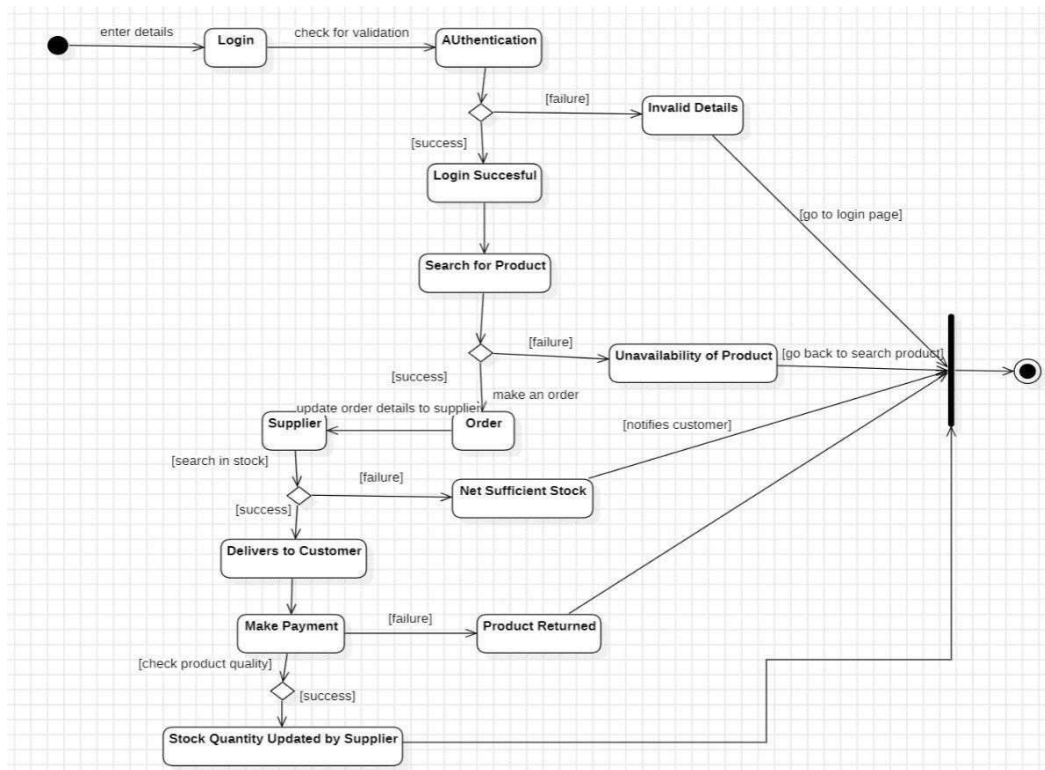 enter details
Login
check for validation
AUthentication
[failure]
Invalid Details
[success]
Login Succesful
[go to login page]
Search for Product
[failure]
Unavailability of Product
[go back to search product]
[success]
make an order
update order details to supplier
Supplier
Order
[notifies customer]
[search in stock]
[failure]
Net Sufficient Stock
[success]
Delivers to Customer
Make Payment
[failure]
Product Returned
[check product quality]
[success]
Stock Quantity Updated by Supplier